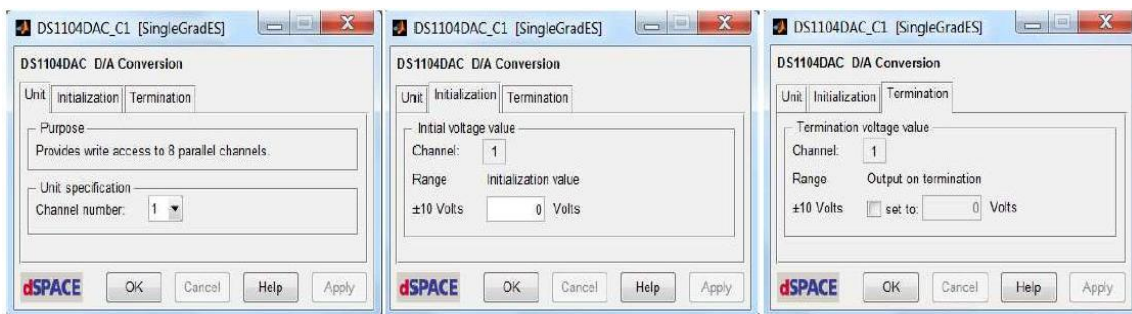 DS1104DAC_C1 [SingleGradES]
DS1104DAC D/A Conversion
Unit Initialization Termination
Purpose
Provides write access to 8 parallel channels.
Unit specification
Channel number: 1
dSPACE OK Cancel Help Apply
DS1104DAC_C1 [SingleGradES]
DS1104DAC D/A Conversion
Unit Initialization Termination
Initial voltage value
Channel: 1
Range Initialization value
±10 Volts 0 Volts
dSPACE OK Cancel Help Apply
DS1104DAC_C1 [SingleGradES]
DS1104DAC D/A Conversion
Unit Initialization Termination
Termination voltage value
Channel: 1
Range Output on termination
±10 Volts set to: 0 Volts
dSPACE OK Cancel Help Apply